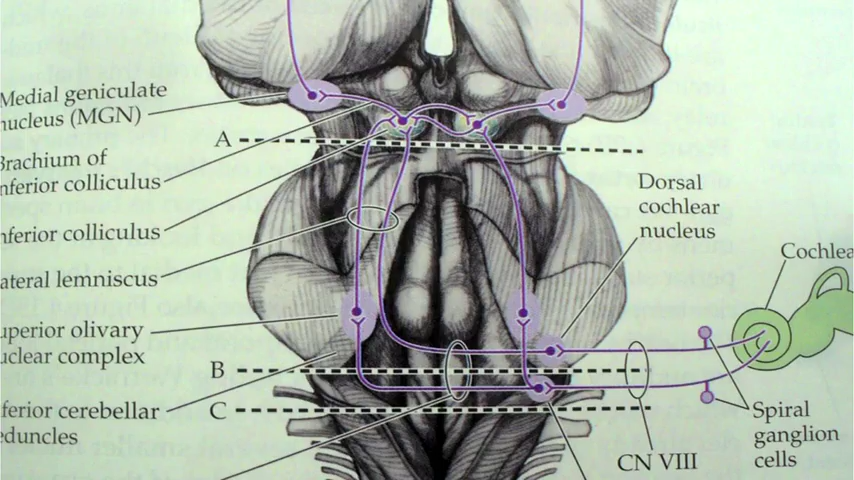 Medial geniculate
nucleus (MGN)
A
Brachium of
nferior colliculus
nferior colliculus
ateral lemniscus
uperior olivary
uclear complex
B
nferior cerebellar
eduncles
C
Dorsal
cochlear
nucleus
Cochlea
Spiral
ganglion
cells
CN VIII